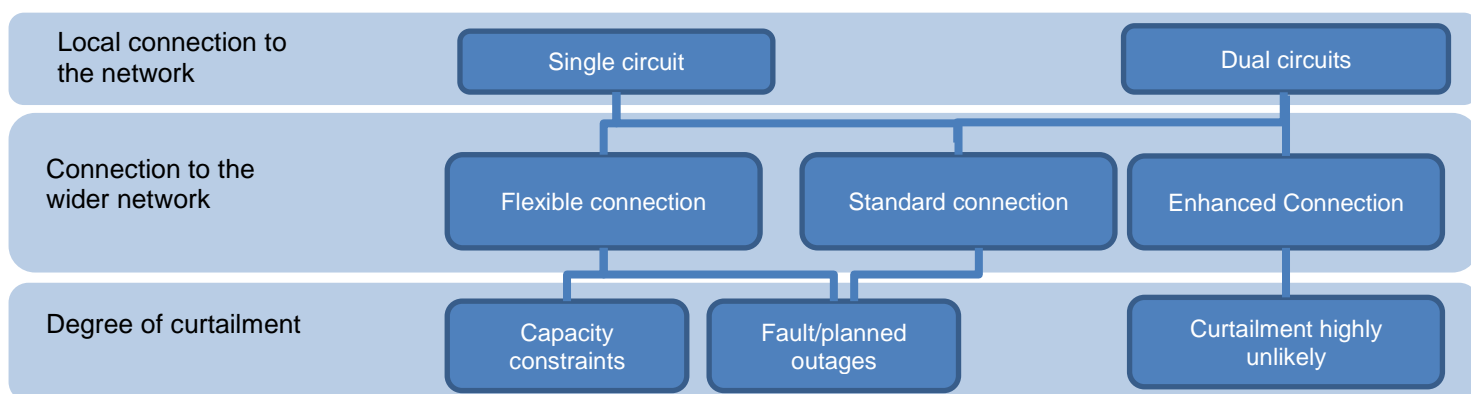 Local connection to
the network
Single circuit
Dual circuits
Connection to the
wider network
Flexible connection
Standard connection
Enhanced Connection
Degree of curtailment
Capacity
constraints
Fault/planned
outages
Curtailment highly
unlikely